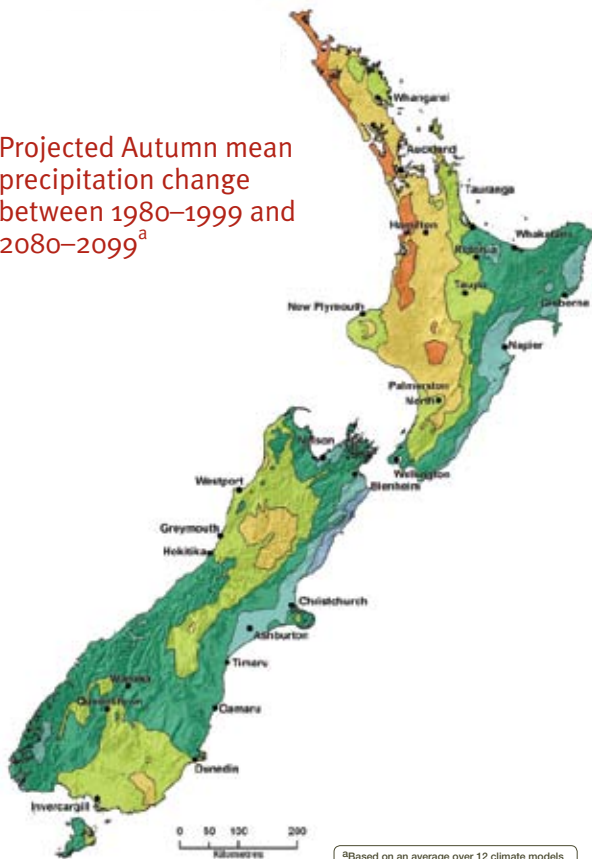 Projected Autumn mean
precipitation change
between 1980–1999 and
2080–2099ᵃ
Whangarei
Auckland
Tauranga
Hamilton
Whakatane
Rotorua
Taupo
Gisborne
New Plymouth
Napier
Palmerston
North
Nelson
Wellington
Blenheim
Westport
Greymouth
Hokitika
Christchurch
Ashburton
Timaru
Wanaka
Queenstown
Oamaru
Dunedin
Invercargill
0 50 100 200
Kilometres
ᵃBased on an average over 12 climate models